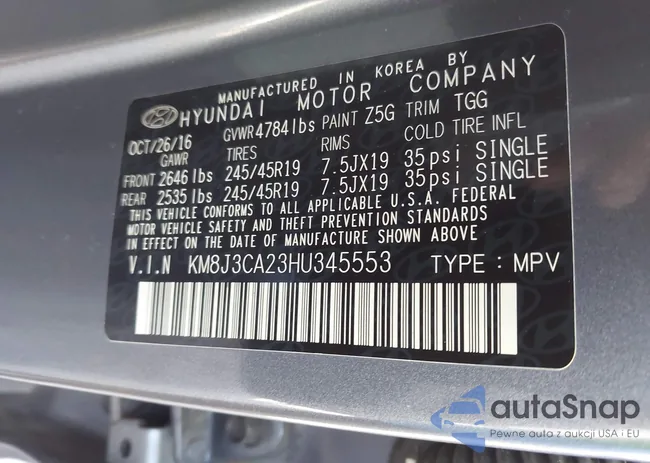 MANUFACTURED IN KOREA BY
HYUNDAI MOTOR COMPANY
OCT/26/16 GVWR4784lbs PAINT Z5G TRIM TGG
GAWR TIRES RIMS COLD TIRE INFL
FRONT 2646 lbs 245/45R19 7.5JX19 35psi SINGLE
REAR 2535 lbs 245/45R19 7.5JX19 35psi SINGLE
THIS VEHICLE CONFORMS TO ALL APPLICABLE U.S.A. FEDERAL
MOTOR VEHICLE SAFETY AND THEFT PREVENTION STANDARDS
IN EFFECT ON THE DATE OF MANUFACTURE SHOWN ABOVE.
V.I.N KM8J3CA23HU345553 TYPE : MPV
autaSnap
Pewne auta z aukcji USA i EU